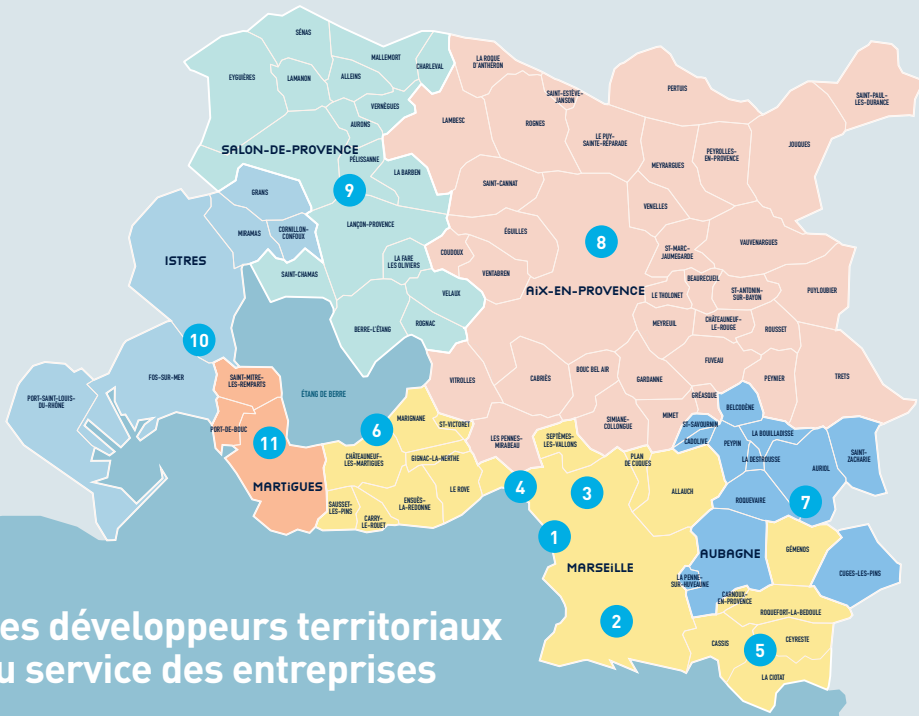 SÉNAS
MALLEMORT
CHARLEVAL
EYGUIÈRES
LAMANON
ALLEINS
VERNÈGUES
AURONS
SALON-DE-PROVENCE
PÉLISSANNE
LA BARBEN
9
LANÇON-PROVENCE
LA FARE
LES OLIVIERS
SAINT-CHAMAS
VELAUX
BERRE-L'ÉTANG
ROGNAC
GRANS
MIRAMAS
CORNILLON-
CONFOUX
ISTRES
10
FOS-SUR-MER
PORT-SAINT-LOUIS-
DU-RHÔNE
ÉTANG DE BERRE
SAINT-MITRE-
LES-REMPARTS
PORT-DE-BOUC
11
MARTiGUES
LA ROQUE
D'ANTHÉRON
SAINT-ESTÈVE-
JANSON
PERTUIS
SAINT-PAUL-
LES-DURANCE
LAMBESC
ROGNES
LE PUY-
SAINTE-RÉPARADE
MEYRARGUES
PEYROLLES-
EN-PROVENCE
JOUQUES
SAINT-CANNAT
VENELLES
ÉGUILLES
8
ST-MARC-
JAUMEGARDE
VAUVENARGUES
COUDOUX
VENTABREN
AiX-EN-PROVENCE
LE THOLONET
BEAURECUEIL
ST-ANTONIN-
SUR-BAYON
PUYLOUBIER
MEYREUIL
CHÂTEAUNEUF-
LE-ROUGE
ROUSSET
VITROLLES
CABRIÈS
BOUC BEL AIR
GARDANNE
FUVEAU
PEYNIER
TRETS
GRÉASQUE
MIMET
SIMIANE-
COLLONGUE
LES PENNES-
MIRABEAU
6
MARIGNANE
ST-VICTORET
CHÂTEAUNEUF-
LES-MARTIGUES
GIGNAC-LA-NERTHE
SAUSSET-
LES-PINS
CARRY-
LE-ROUET
ENSUÈS-
LA-REDONNE
LE ROVE
SEPTÈMES-
LES-VALLONS
PLAN
DE CUQUES
ALLAUCH
4
3
1
MARSEiLLE
2
ST-SAVOURNIN
CADOLIVE
BELCODÈNE
PEYPIN
LA BOUILLADISSE
LA DESTROUSSE
AURIOL
SAINT-
ZACHARIE
ROQUEVAIRE
7
AUBAGNE
LA PENNE-
SUR-HUVEAUNE
GÉMENOS
CUGES-LES-PINS
CARNOUX-
EN-PROVENCE
ROQUEFORT-LA-BEDOULE
CASSIS
5
CEYRESTE
LA CIOTAT
es développeurs territoriaux
u service des entreprises